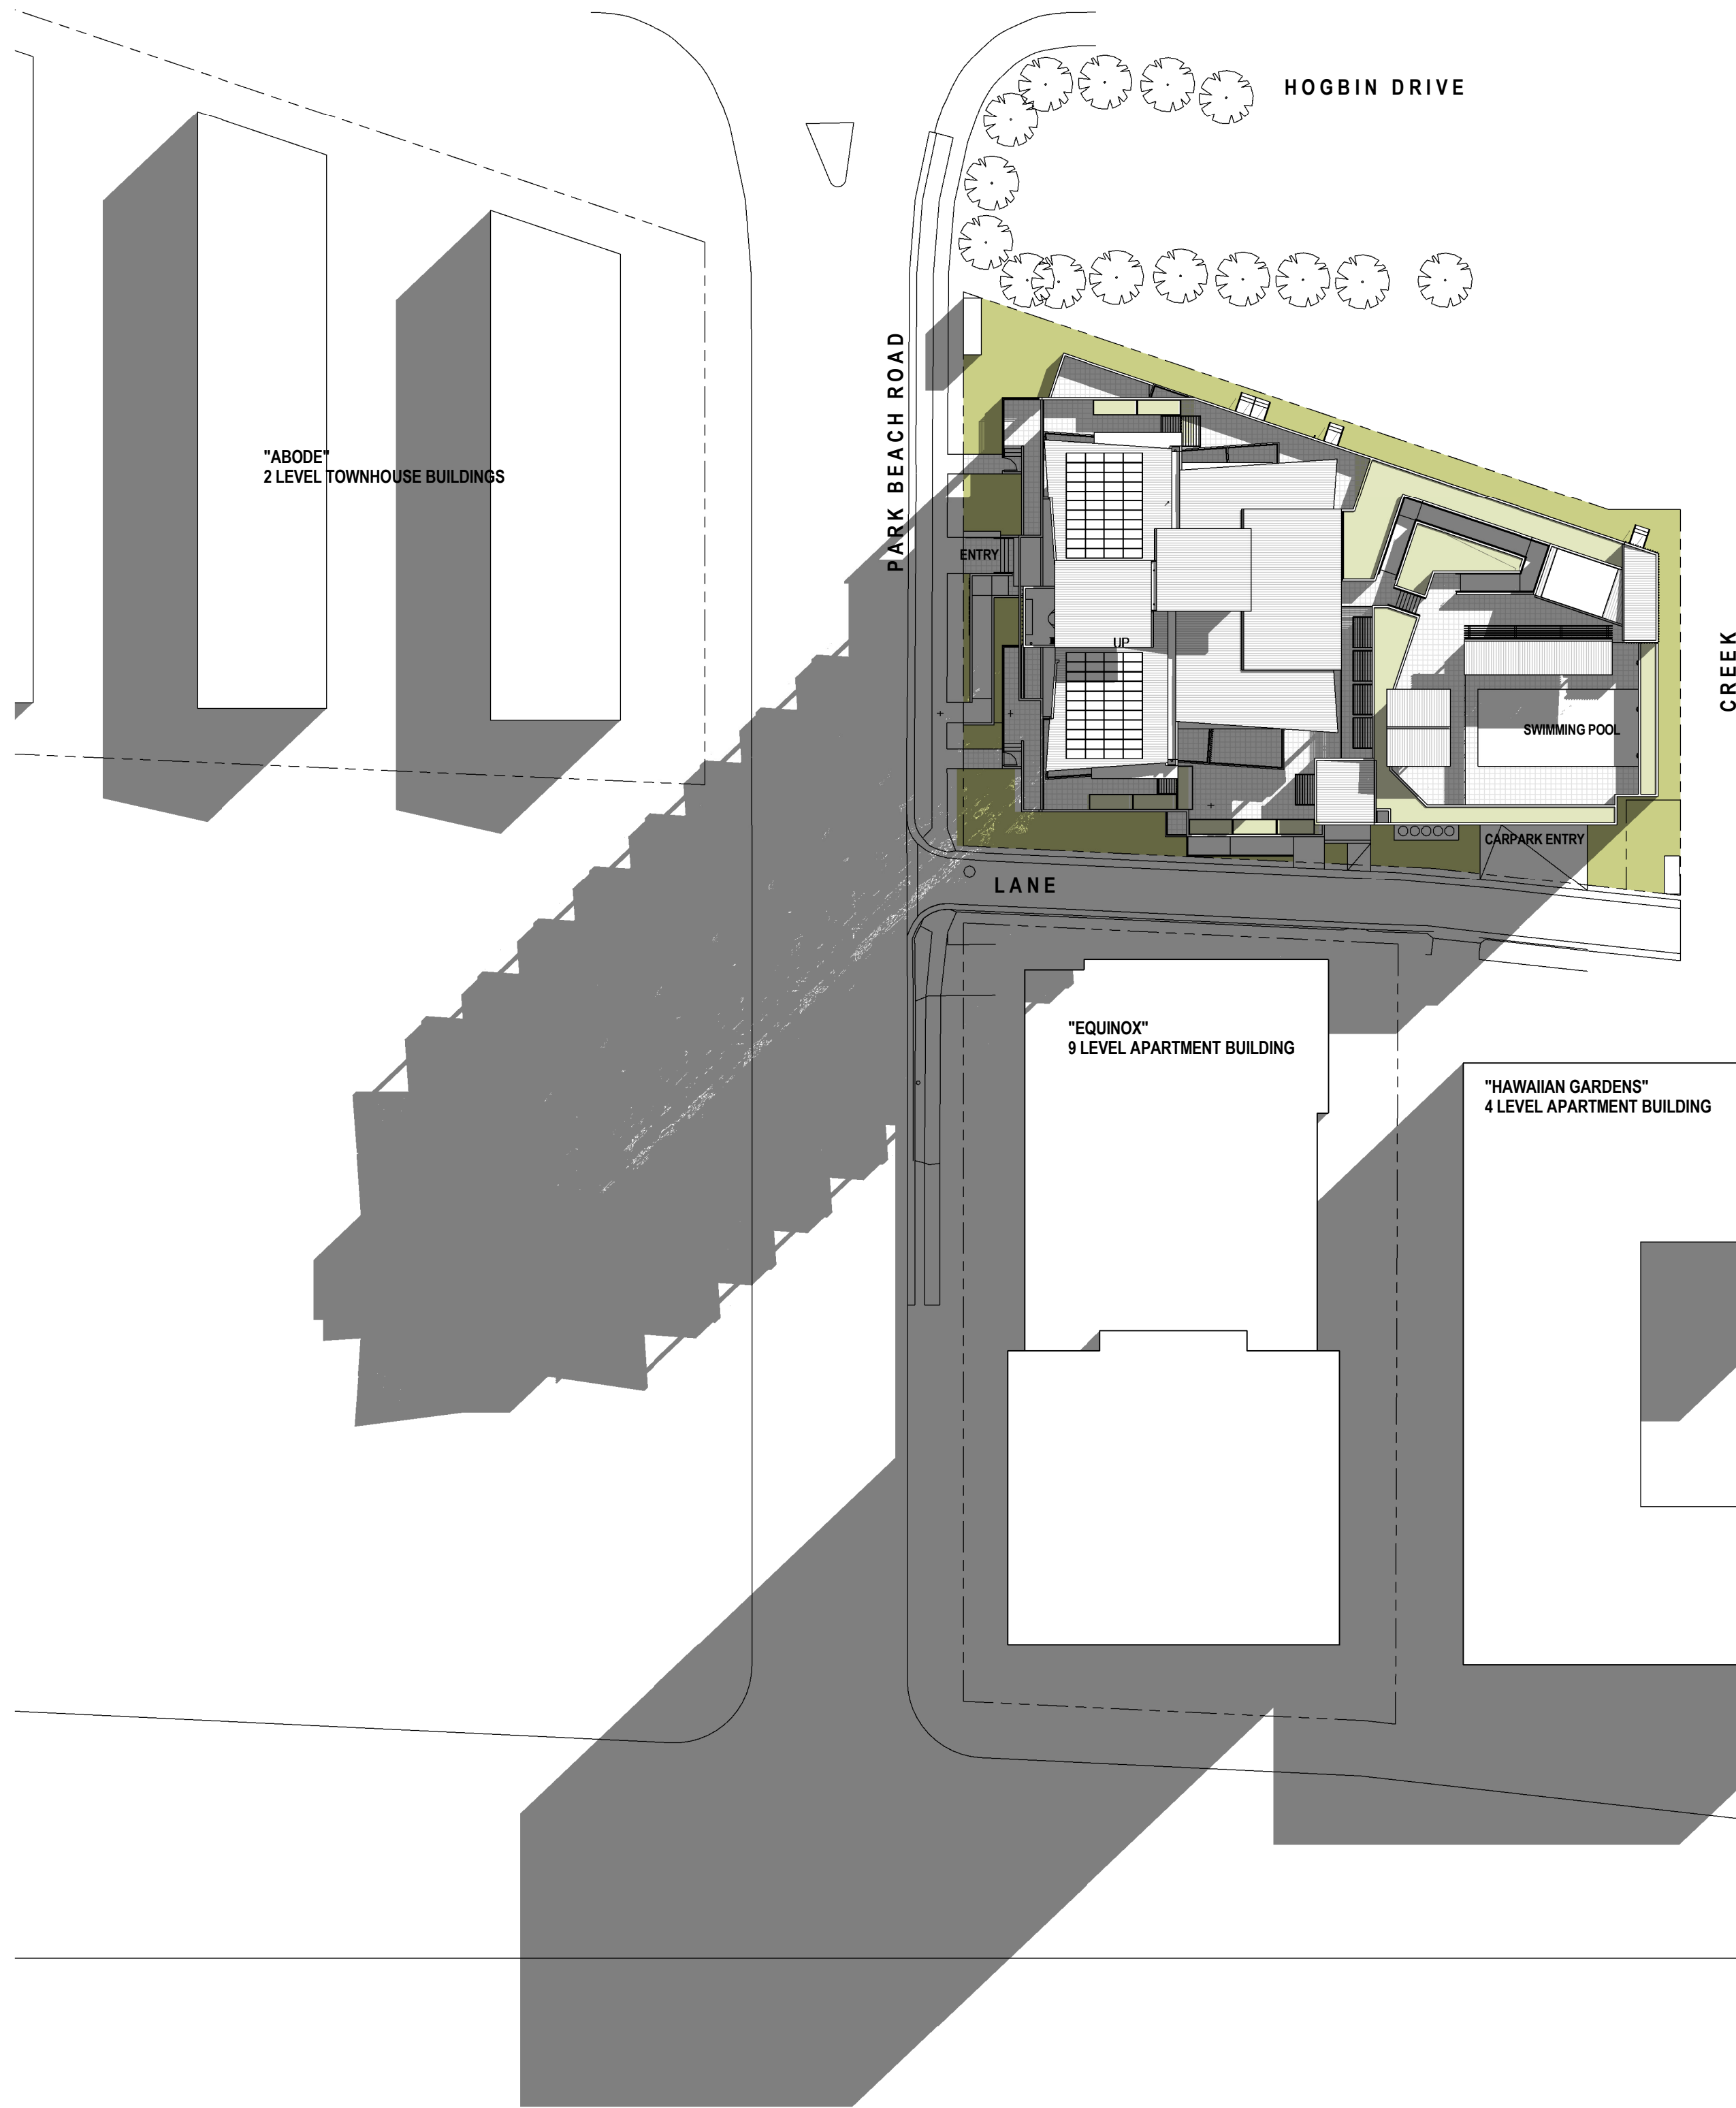 HOGBIN DRIVE
PARK BEACH ROAD
"ABODE"
2 LEVEL TOWNHOUSE BUILDINGS
ENTRY
UP
CREEK
SWIMMING POOL
CARPARK ENTRY
LANE
"EQUINOX"
9 LEVEL APARTMENT BUILDING
"HAWAIIAN GARDENS"
4 LEVEL APARTMENT BUILDING